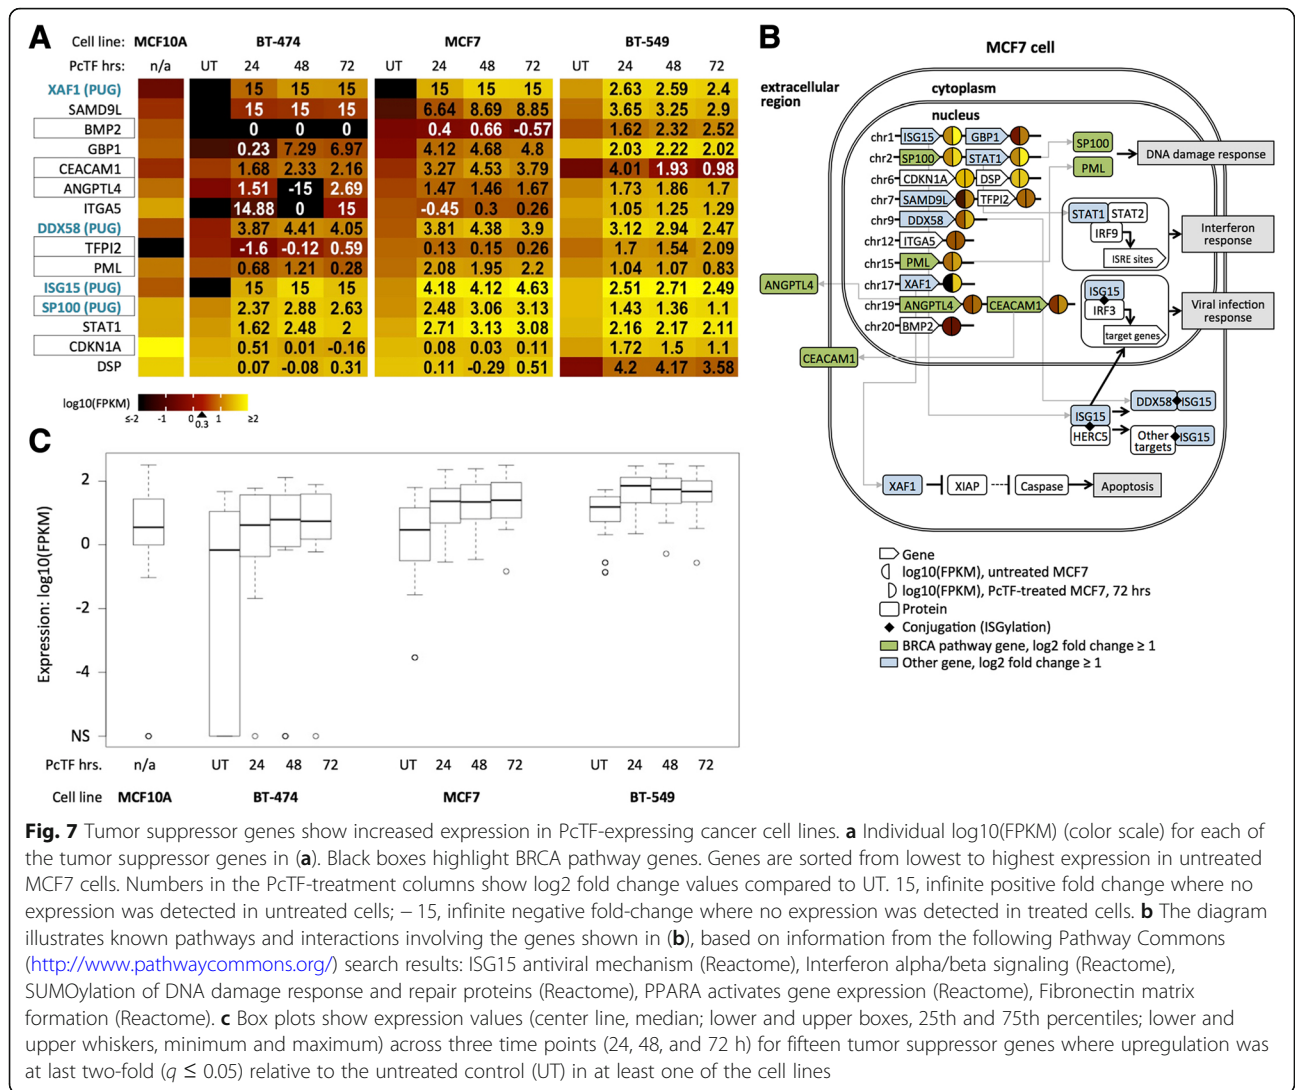 A
Cell line: MCF10A BT-474 MCF7 BT-549
PcTF hrs: n/a UT 24 48 72 UT 24 48 72 UT 24 48 72
XAF1 (PUG) 15 15 15 15 15 15 2.63 2.59 2.4
SAMD9L 15 15 15 6.64 8.69 8.85 3.65 3.25 2.9
BMP2 0 0 0 0.4 0.66 -0.57 1.62 2.32 2.52
GBP1 0.23 7.29 6.97 4.12 4.68 4.8 2.03 2.22 2.02
CEACAM1 1.68 2.33 2.16 3.27 4.53 3.79 4.01 1.93 0.98
ANGPTL4 1.51 -15 2.69 1.47 1.46 1.67 1.73 1.86 1.7
ITGA5 14.88 0 15 -0.45 0.3 0.26 1.05 1.25 1.29
DDX58 (PUG) 3.87 4.41 4.05 3.81 4.38 3.9 3.12 2.94 2.47
TFPI2 -1.6 -0.12 0.59 0.13 0.15 0.26 1.7 1.54 2.09
PML 0.68 1.21 0.28 2.08 1.95 2.2 1.04 1.07 0.83
ISG15 (PUG) 15 15 15 4.18 4.12 4.63 2.51 2.71 2.49
SP100 (PUG) 2.37 2.88 2.63 2.48 3.06 3.13 1.43 1.36 1.1
STAT1 1.62 2.48 2 2.71 3.13 3.08 2.16 2.17 2.11
CDKN1A 0.51 0.01 -0.16 0.08 0.03 0.11 1.72 1.5 1.1
DSP 0.07 -0.08 0.31 0.11 -0.29 0.51 4.2 4.17 3.58
log10(FPKM)
≤-2 -1 0 1 ≥2
0.3
B
MCF7 cell
extracellular
region
cytoplasm
nucleus
chr1 ISG15 GBP1
chr2 SP100 STAT1
chr6 CDKN1A DSP
chr7 SAMD9L TFPI2
chr9 DDX58
chr12 ITGA5
chr15 PML
chr17 XAF1
chr19 ANGPTL4 CEACAM1
chr20 BMP2
SP100
PML
DNA damage response
STAT1 STAT2
IRF9
ISRE sites
Interferon
response
ISG15
IRF3
target genes
Viral infection
response
ANGPTL4
CEACAM1
ISG15
HERC5
DDX58 ISG15
Other
targets
ISG15
XAF1 XIAP Caspase Apoptosis
Gene
log10(FPKM), untreated MCF7
log10(FPKM), PcTF-treated MCF7, 72 hrs
Protein
Conjugation (ISGylation)
BRCA pathway gene, log2 fold change ≥ 1
Other gene, log2 fold change ≥ 1
C
Expression: log10(FPKM)
2
0
-2
-4
NS
PcTF hrs. n/a UT 24 48 72 UT 24 48 72 UT 24 48 72
Cell line MCF10A BT-474 MCF7 BT-549
Fig. 7 Tumor suppressor genes show increased expression in PcTF-expressing cancer cell lines. a Individual log10(FPKM) (color scale) for each of
the tumor suppressor genes in (a). Black boxes highlight BRCA pathway genes. Genes are sorted from lowest to highest expression in untreated
MCF7 cells. Numbers in the PcTF-treatment columns show log2 fold change values compared to UT. 15, infinite positive fold change where no
expression was detected in untreated cells; − 15, infinite negative fold-change where no expression was detected in treated cells. b The diagram
illustrates known pathways and interactions involving the genes shown in (b), based on information from the following Pathway Commons
(http://www.pathwaycommons.org/) search results: ISG15 antiviral mechanism (Reactome), Interferon alpha/beta signaling (Reactome),
SUMOylation of DNA damage response and repair proteins (Reactome), PPARA activates gene expression (Reactome), Fibronectin matrix
formation (Reactome). c Box plots show expression values (center line, median; lower and upper boxes, 25th and 75th percentiles; lower and
upper whiskers, minimum and maximum) across three time points (24, 48, and 72 h) for fifteen tumor suppressor genes where upregulation was
at last two-fold (q ≤ 0.05) relative to the untreated control (UT) in at least one of the cell lines